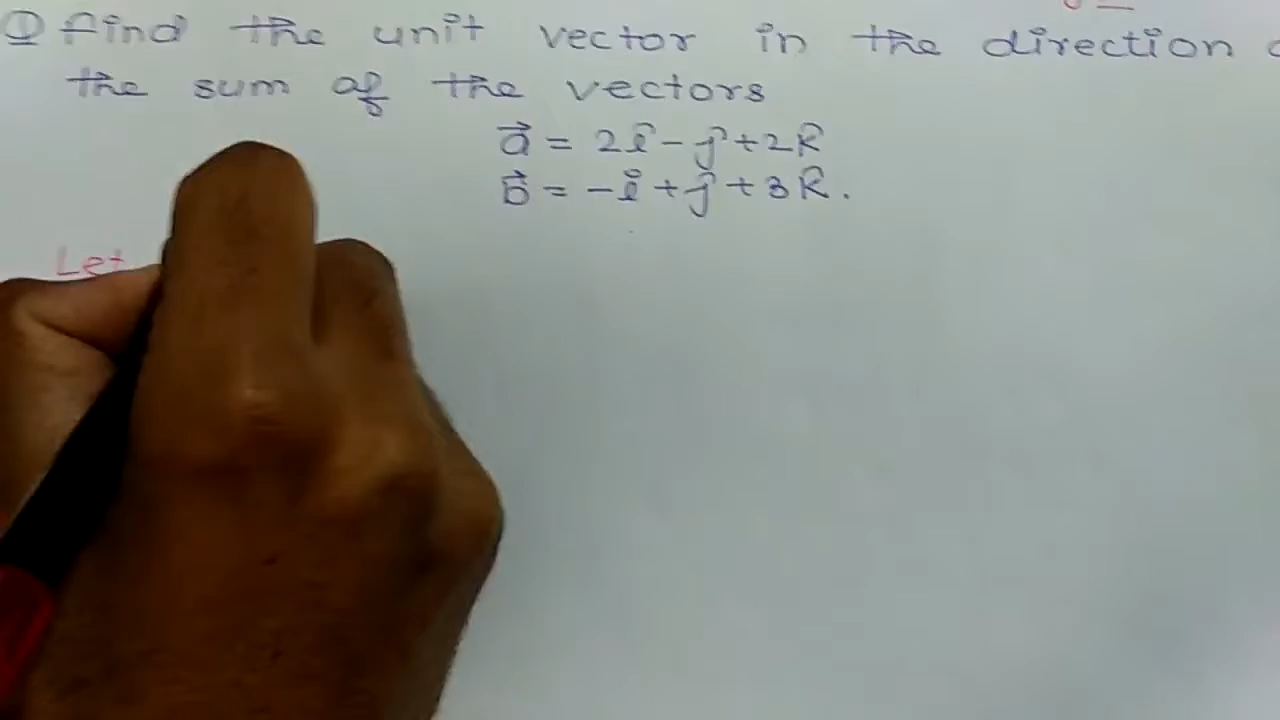 ① Find the unit vector in the direction
the sum of the vectors
a⃗ = 2î - ĵ + 2k̂
b⃗ = -î + ĵ + 3k̂.
Let